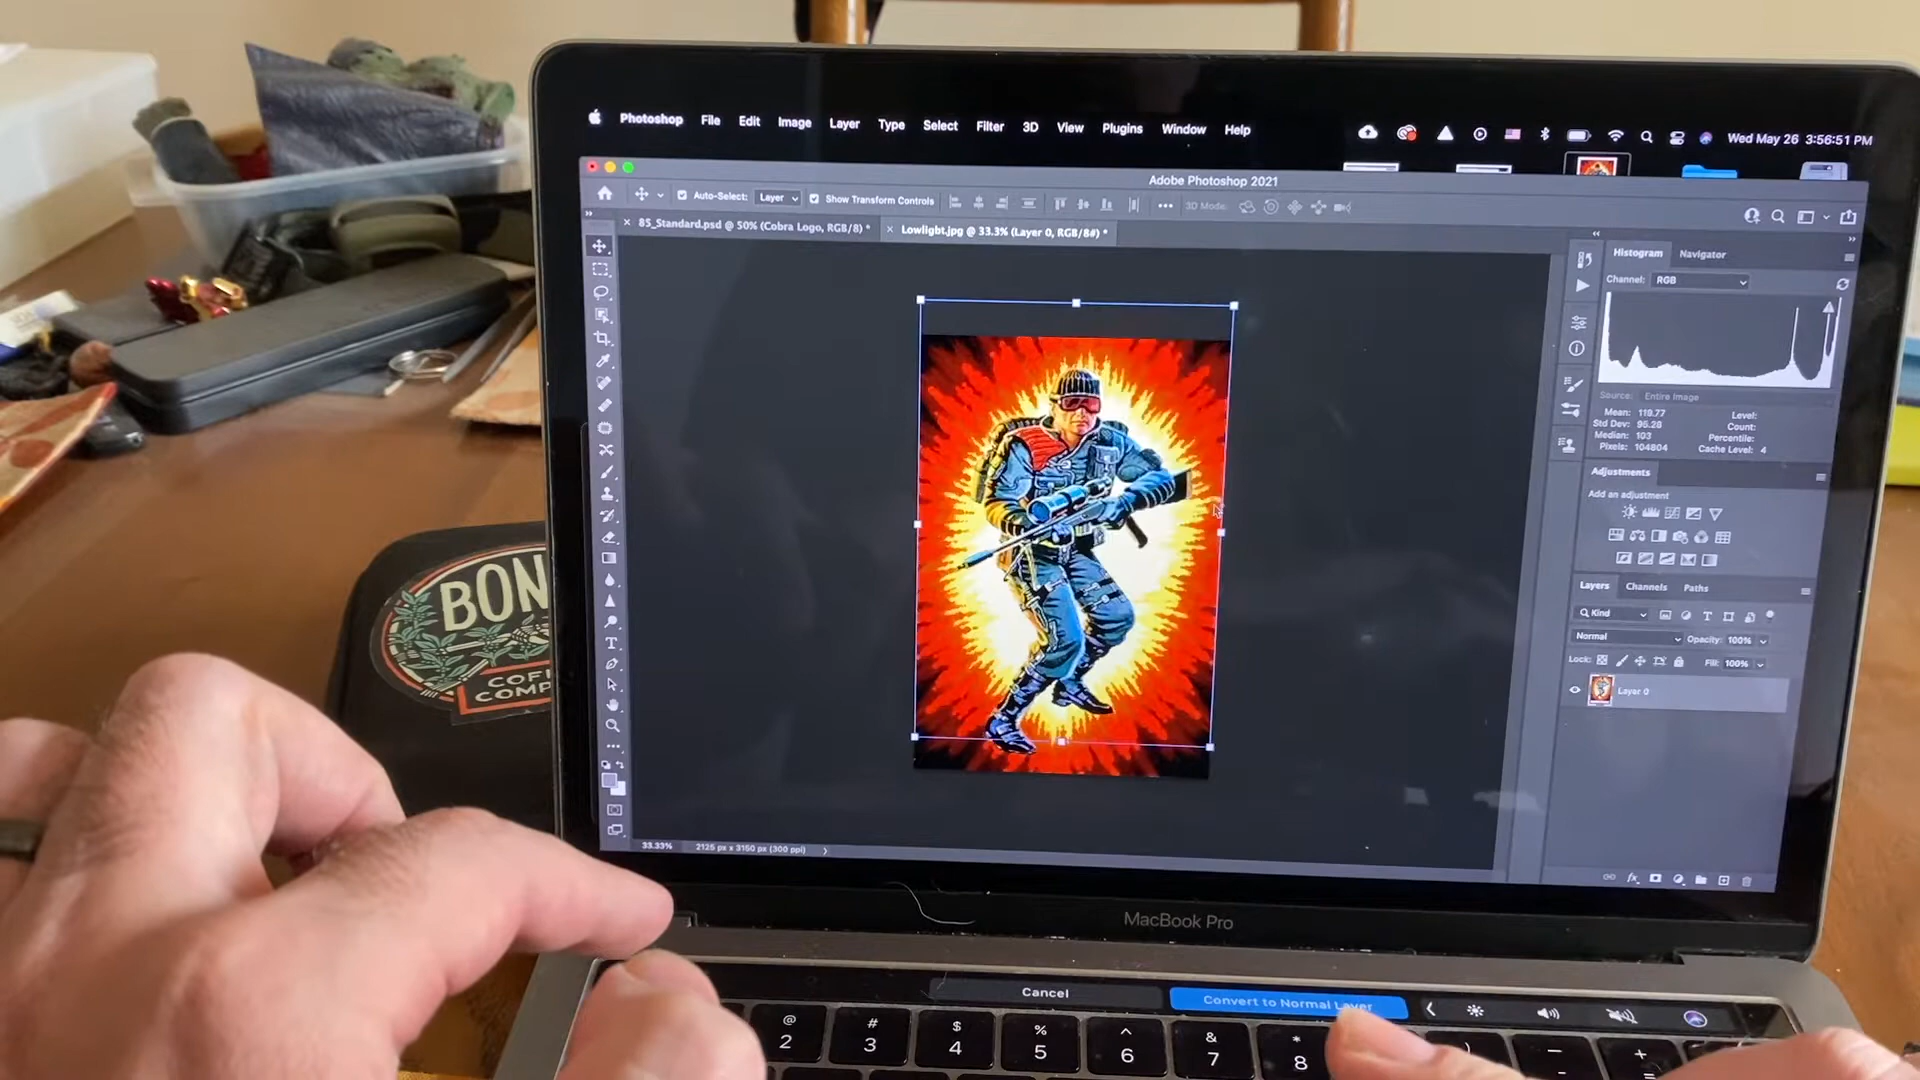 Photoshop File Edit Image Layer Type Select Filter 3D View Plugins Window Help
Wed May 26 3:56:51 PM
Adobe Photoshop 2021
Auto-Select: Layer Show Transform Controls
3D Mode:
85_Standard.psd @ 50% (Cobra Logo, RGB/8) *
Lowlight.jpg @ 33.3% (Layer 0, RGB/8#) *
Histogram Navigator
Channel: RGB
Source: Entire Image
Mean: 119.77 Level:
Std Dev: 95.28 Count:
Median: 103 Percentile:
Pixels: 104804 Cache Level: 4
Adjustments
Add an adjustment
Layers Channels Paths
Kind
Normal Opacity: 100%
Lock: Fill: 100%
Layer 0
33.33% 2125 px x 3150 px (300 ppi)
BON
COF
COMP
MacBook Pro
Cancel Convert to Normal Layer
@ # $ % ^ & *
2 3 4 5 6 7 8
)
- +
=